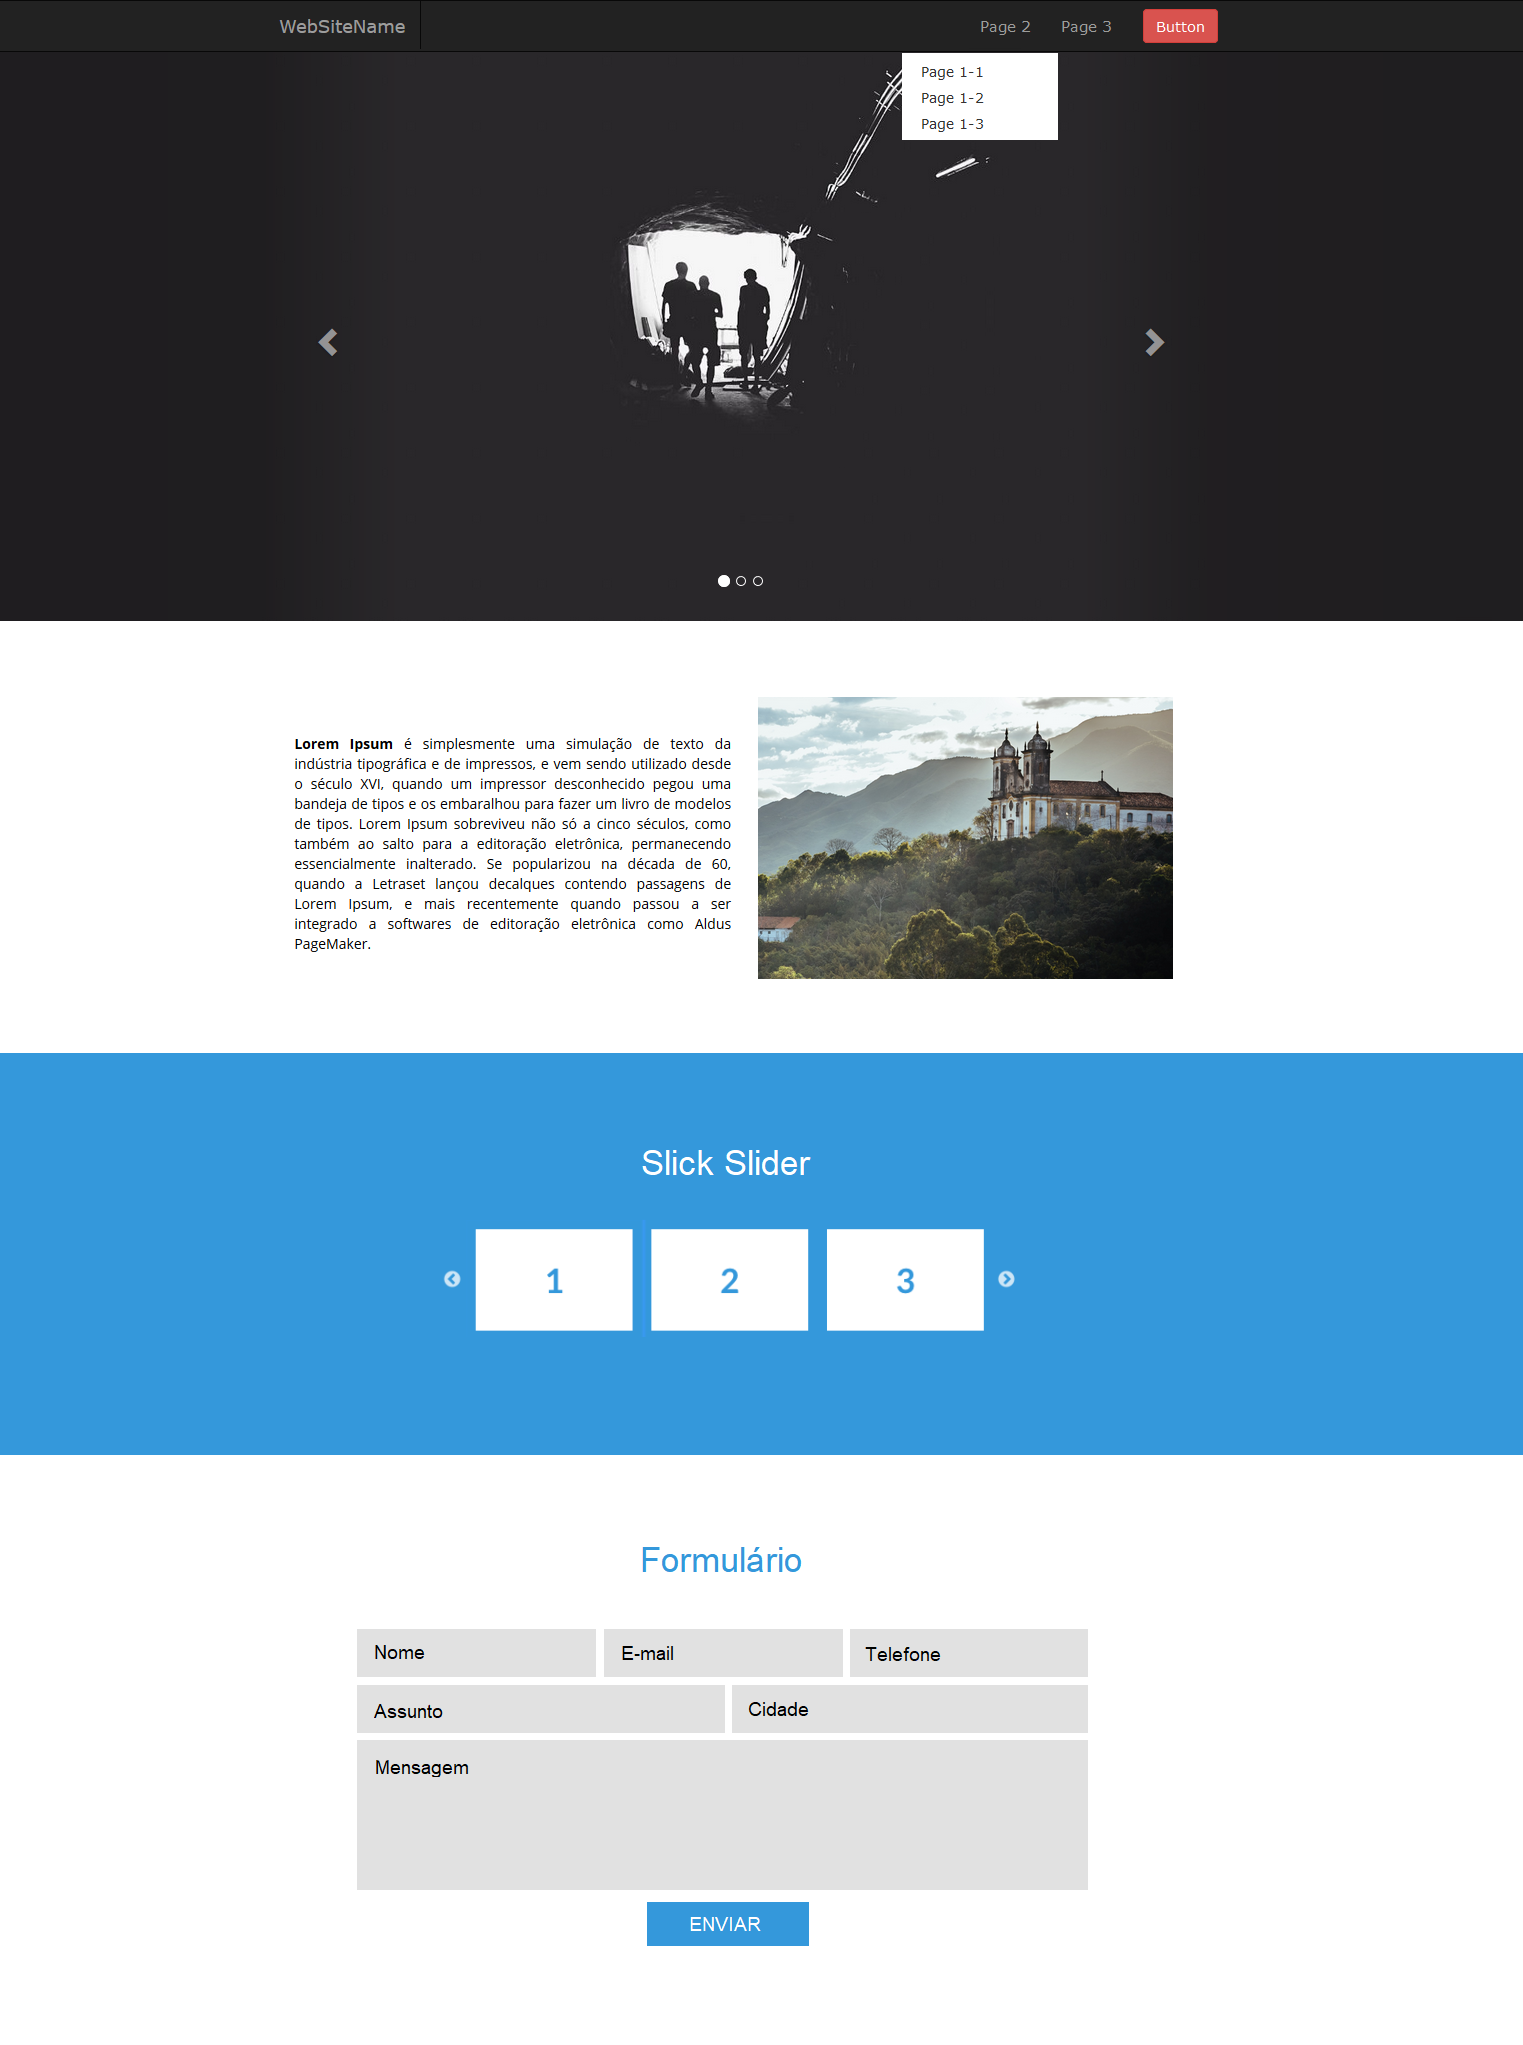 WebSiteName
Page 2 Page 3 Button
Page 1-1
Page 1-2
Page 1-3
Lorem Ipsum é simplesmente uma simulação de texto da
indústria tipográfica e de impressos, e vem sendo utilizado desde
o século XVI, quando um impressor desconhecido pegou uma
bandeja de tipos e os embaralhou para fazer um livro de modelos
de tipos. Lorem Ipsum sobreviveu não só a cinco séculos, como
também ao salto para a editoração eletrônica, permanecendo
essencialmente inalterado. Se popularizou na década de 60,
quando a Letraset lançou decalques contendo passagens de
Lorem Ipsum, e mais recentemente quando passou a ser
integrado a softwares de editoração eletrônica como Aldus
PageMaker.
Slick Slider
1 2 3
Formulário
Nome E-mail Telefone
Assunto Cidade
Mensagem
ENVIAR